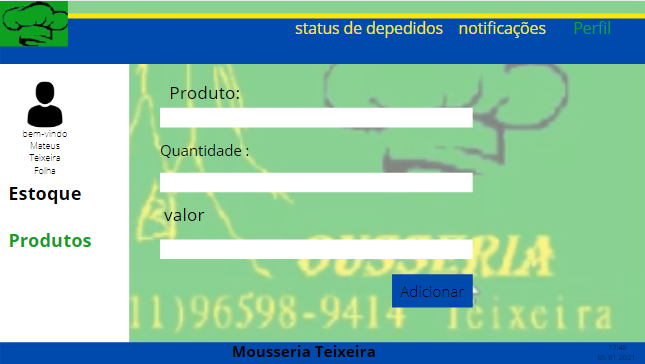 status de depedidos notificações Perfil
bem-vindo
Mateus
Teixeira
Folha
Estoque
Produtos
Produto:
Quantidade :
valor
OUSSERIA
Adicionar
11)96598-9414 Teixeira
Mousseria Teixeira